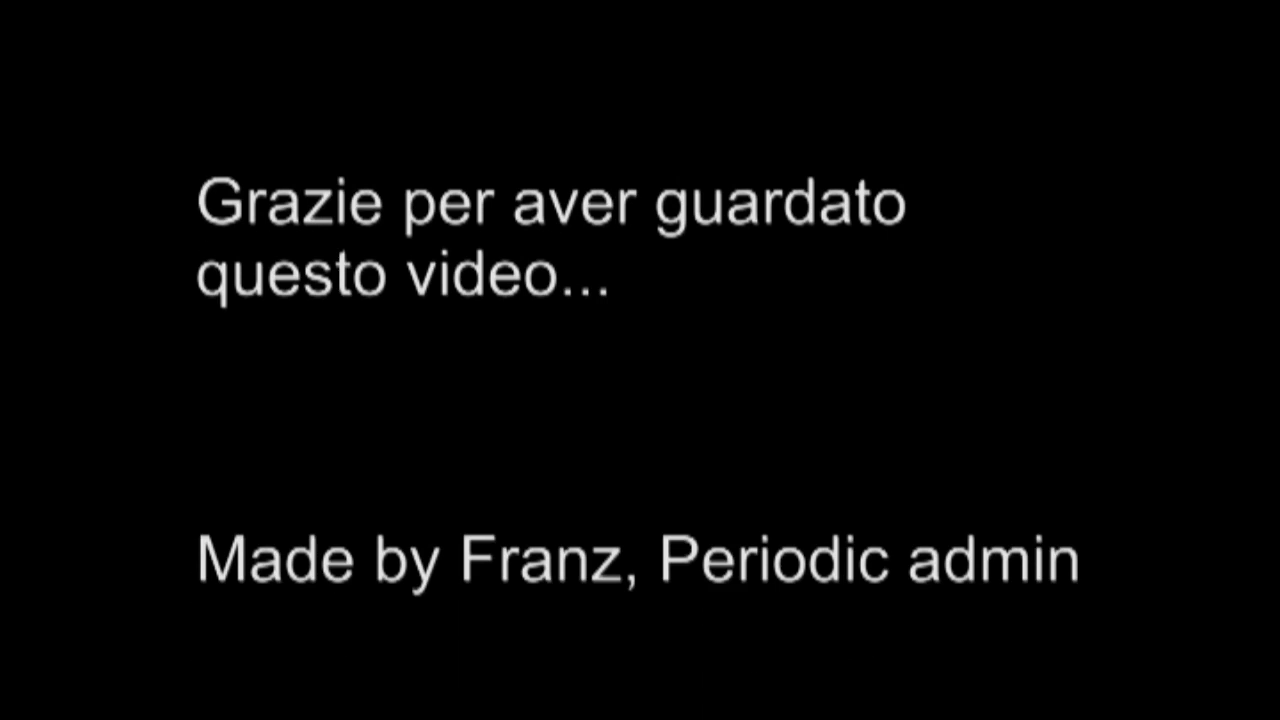 Grazie per aver guardato
questo video...
Made by Franz, Periodic admin